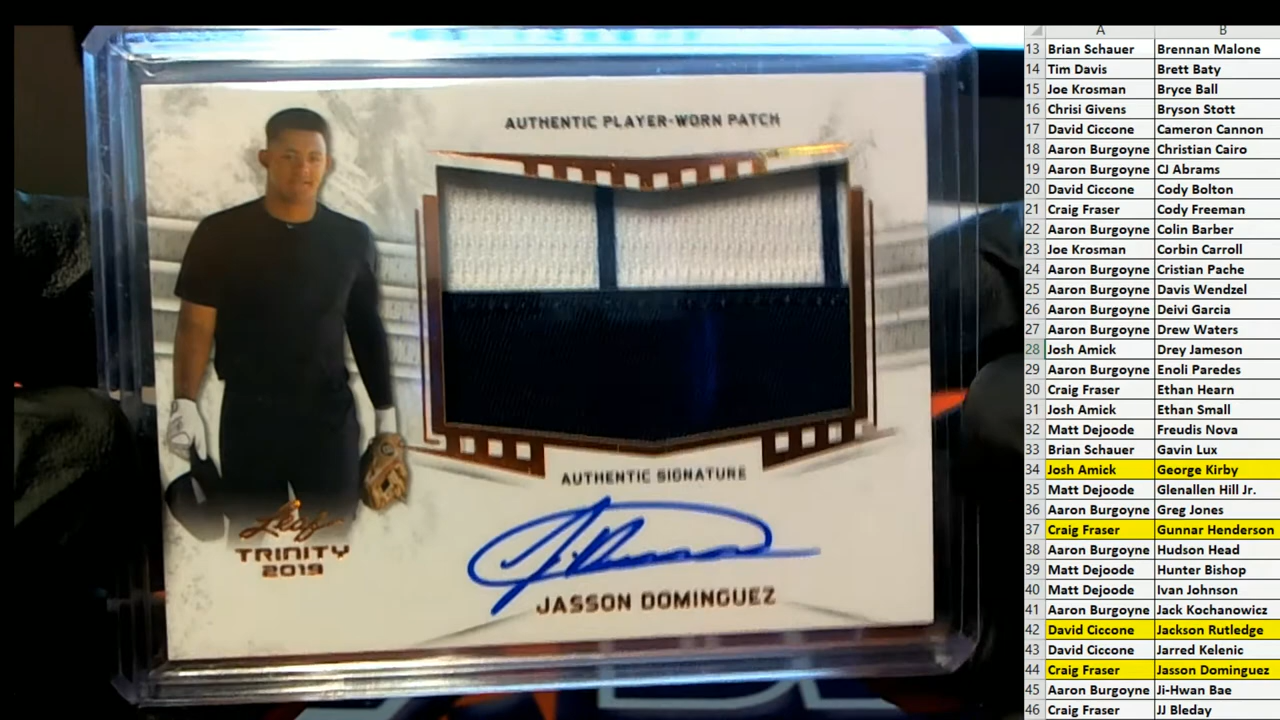 AUTHENTIC PLAYER-WORN PATCH
AUTHENTIC SIGNATURE
JASSON DOMINGUEZ
Leaf
TRINITY
2019
A B
13 Brian Schauer Brennan Malone
14 Tim Davis Brett Baty
15 Joe Krosman Bryce Ball
16 Chrisi Givens Bryson Stott
17 David Ciccone Cameron Cannon
18 Aaron Burgoyne Christian Cairo
19 Aaron Burgoyne CJ Abrams
20 David Ciccone Cody Bolton
21 Craig Fraser Cody Freeman
22 Aaron Burgoyne Colin Barber
23 Joe Krosman Corbin Carroll
24 Aaron Burgoyne Cristian Pache
25 Aaron Burgoyne Davis Wendzel
26 Aaron Burgoyne Deivi Garcia
27 Aaron Burgoyne Drew Waters
28 Josh Amick Drey Jameson
29 Aaron Burgoyne Enoli Paredes
30 Craig Fraser Ethan Hearn
31 Josh Amick Ethan Small
32 Matt Dejoode Freudis Nova
33 Brian Schauer Gavin Lux
34 Josh Amick George Kirby
35 Matt Dejoode Glenallen Hill Jr.
36 Aaron Burgoyne Greg Jones
37 Craig Fraser Gunnar Henderson
38 Aaron Burgoyne Hudson Head
39 Matt Dejoode Hunter Bishop
40 Matt Dejoode Ivan Johnson
41 Aaron Burgoyne Jack Kochanowicz
42 David Ciccone Jackson Rutledge
43 David Ciccone Jarred Kelenic
44 Craig Fraser Jasson Dominguez
45 Aaron Burgoyne Ji-Hwan Bae
46 Craig Fraser JJ Bleday